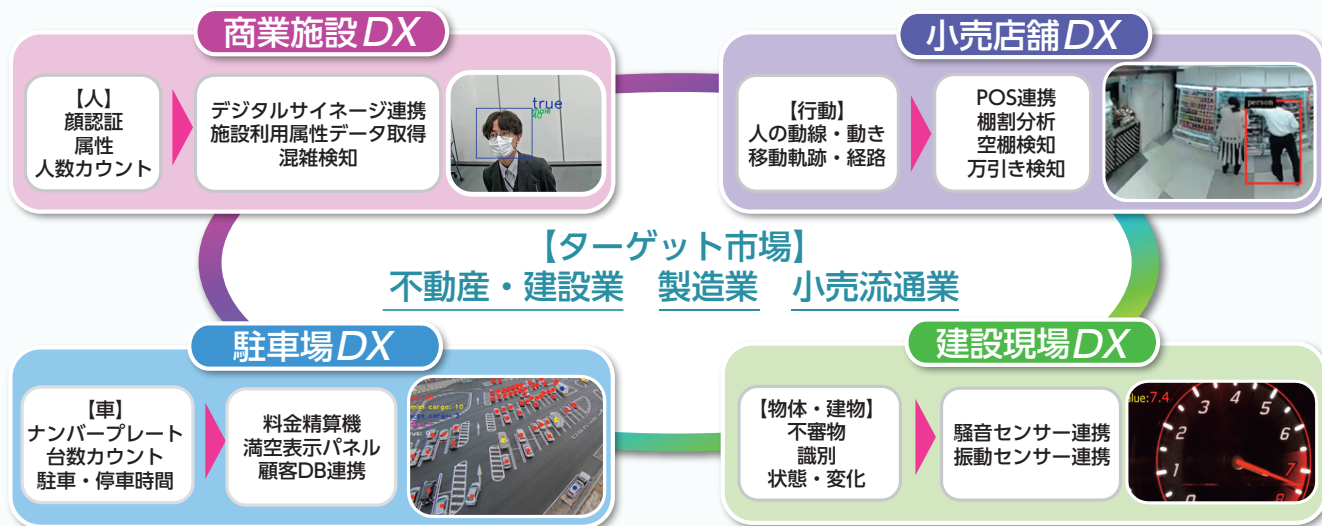 商業施設DX
【人】
顔認証
属性
人数カウント
デジタルサイネージ連携
施設利用属性データ取得
混雑検知
true
40
小売店舗DX
【行動】
人の動線・動き
移動軌跡・経路
POS連携
棚割分析
空棚検知
万引き検知
person
【ターゲット市場】
不動産・建設業 製造業 小売流通業
駐車場DX
【車】
ナンバープレート
台数カウント
駐車・停車時間
料金精算機
満空表示パネル
顧客DB連携
cargo: 10
建設現場DX
【物体・建物】
不審物
識別
状態・変化
騒音センサー連携
振動センサー連携
lue:7.4
0
1
2
3
4
5
6
7
8